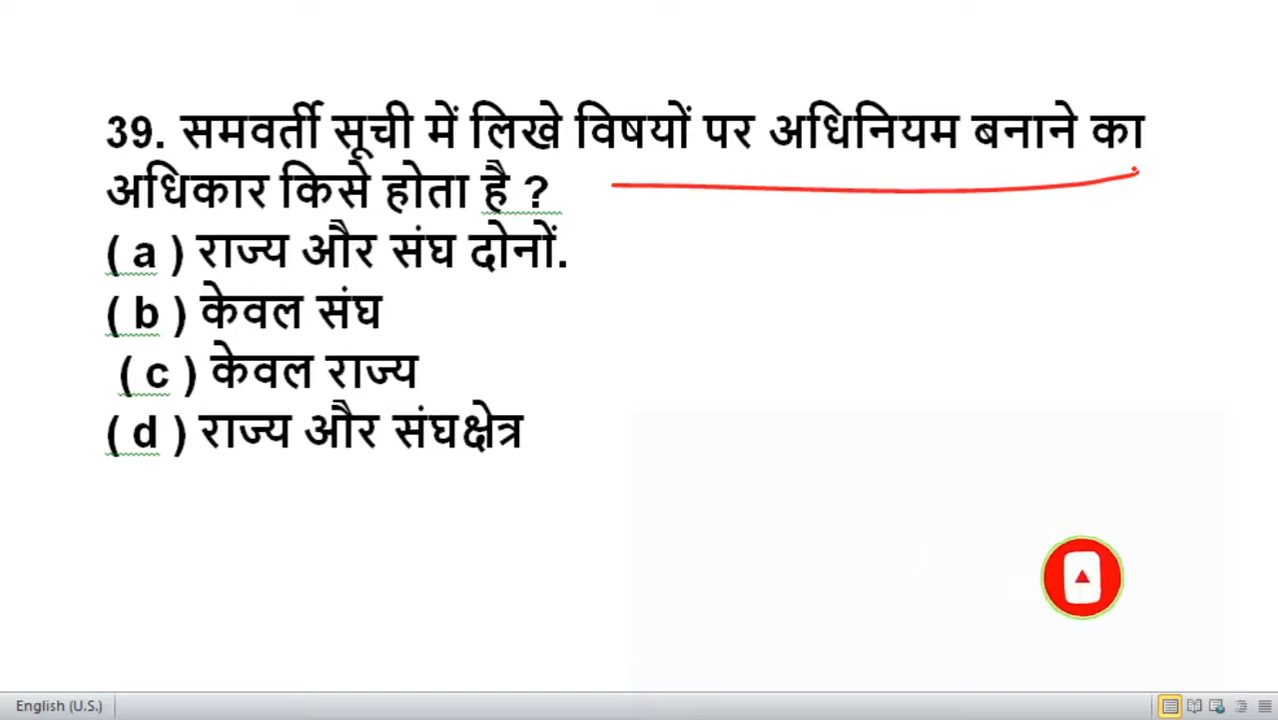 39. समवर्ती सूची में लिखे विषयों पर अधिनियम बनाने का
अधिकार किसे होता है ?
( a ) राज्य और संघ दोनों.
( b ) केवल संघ
( c ) केवल राज्य
( d ) राज्य और संघक्षेत्र
English (U.S.)